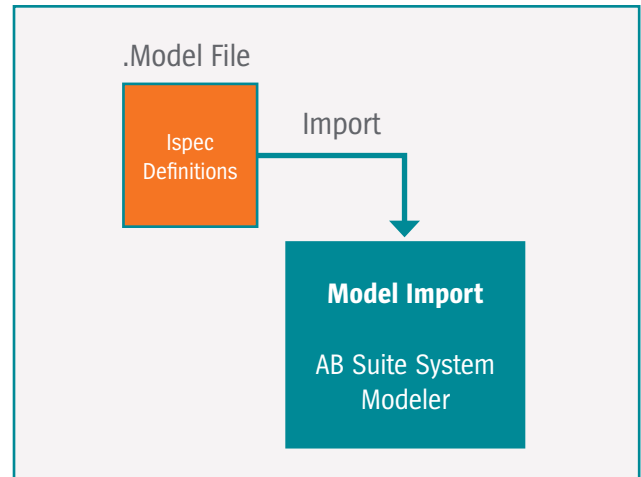 .Model File
Ispec
Definitions
Import
Model Import
AB Suite System
Modeler